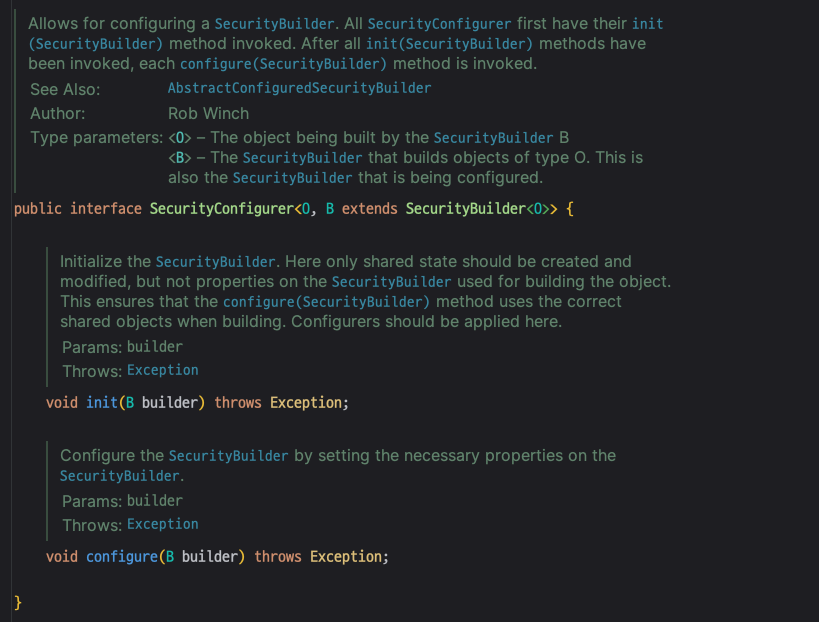 Allows for configuring a SecurityBuilder. All SecurityConfigurer first have their init
(SecurityBuilder) method invoked. After all init(SecurityBuilder) methods have
been invoked, each configure(SecurityBuilder) method is invoked.
See Also: AbstractConfiguredSecurityBuilder
Author: Rob Winch
Type parameters: <O> – The object being built by the SecurityBuilder B
<B> – The SecurityBuilder that builds objects of type O. This is
also the SecurityBuilder that is being configured.
public interface SecurityConfigurer<O, B extends SecurityBuilder<O>> {
Initialize the SecurityBuilder. Here only shared state should be created and
modified, but not properties on the SecurityBuilder used for building the object.
This ensures that the configure(SecurityBuilder) method uses the correct
shared objects when building. Configurers should be applied here.
Params: builder
Throws: Exception
void init(B builder) throws Exception;
Configure the SecurityBuilder by setting the necessary properties on the
SecurityBuilder.
Params: builder
Throws: Exception
void configure(B builder) throws Exception;
}